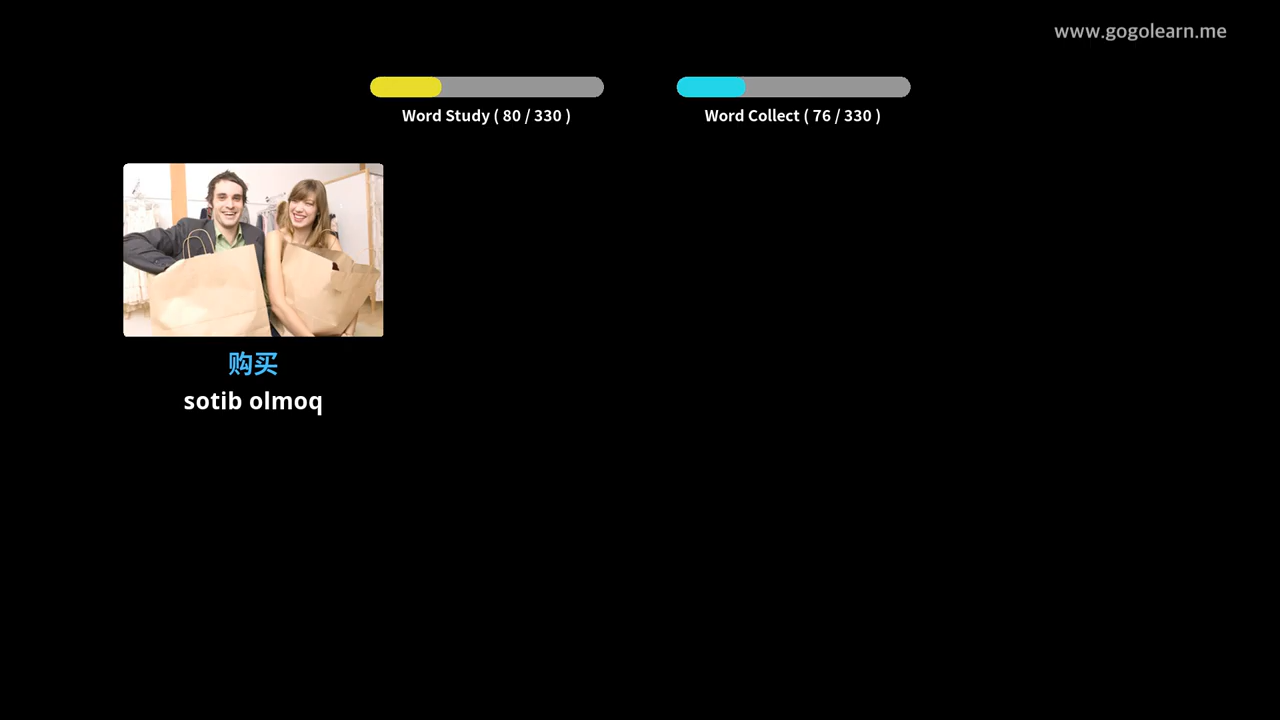 www.gogolearn.me
Word Study ( 80 / 330 )
Word Collect ( 76 / 330 )
购买
sotib olmoq